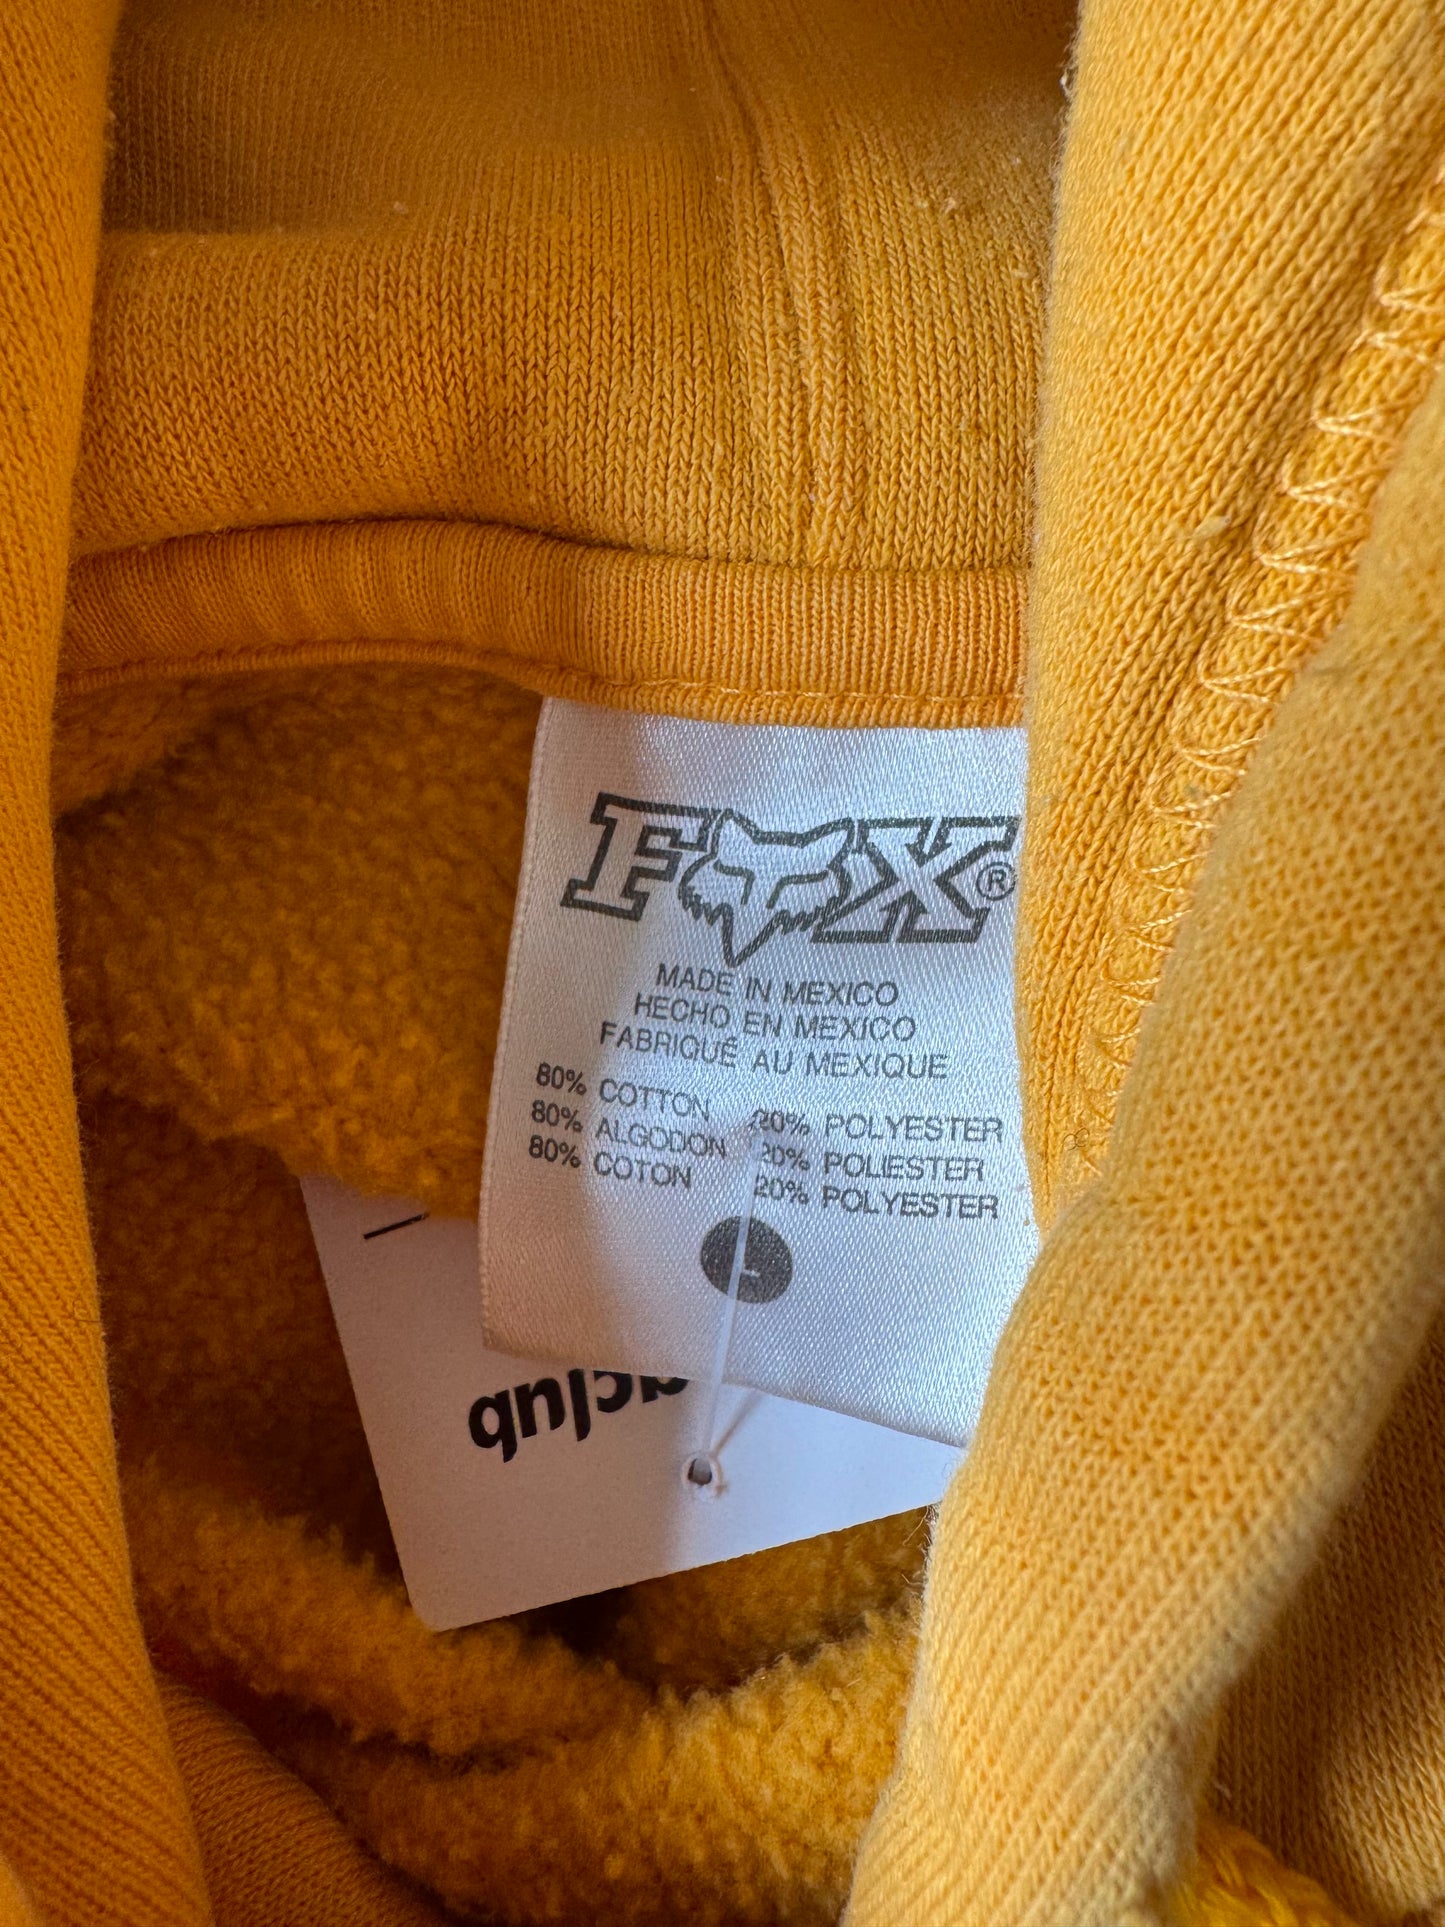 FOX®
MADE IN MEXICO
HECHO EN MEXICO
FABRIQUÉ AU MEXIQUE
80% COTTON 20% POLYESTER
80% ALGODON 20% POLIESTER
80% COTON 20% POLYESTER
L